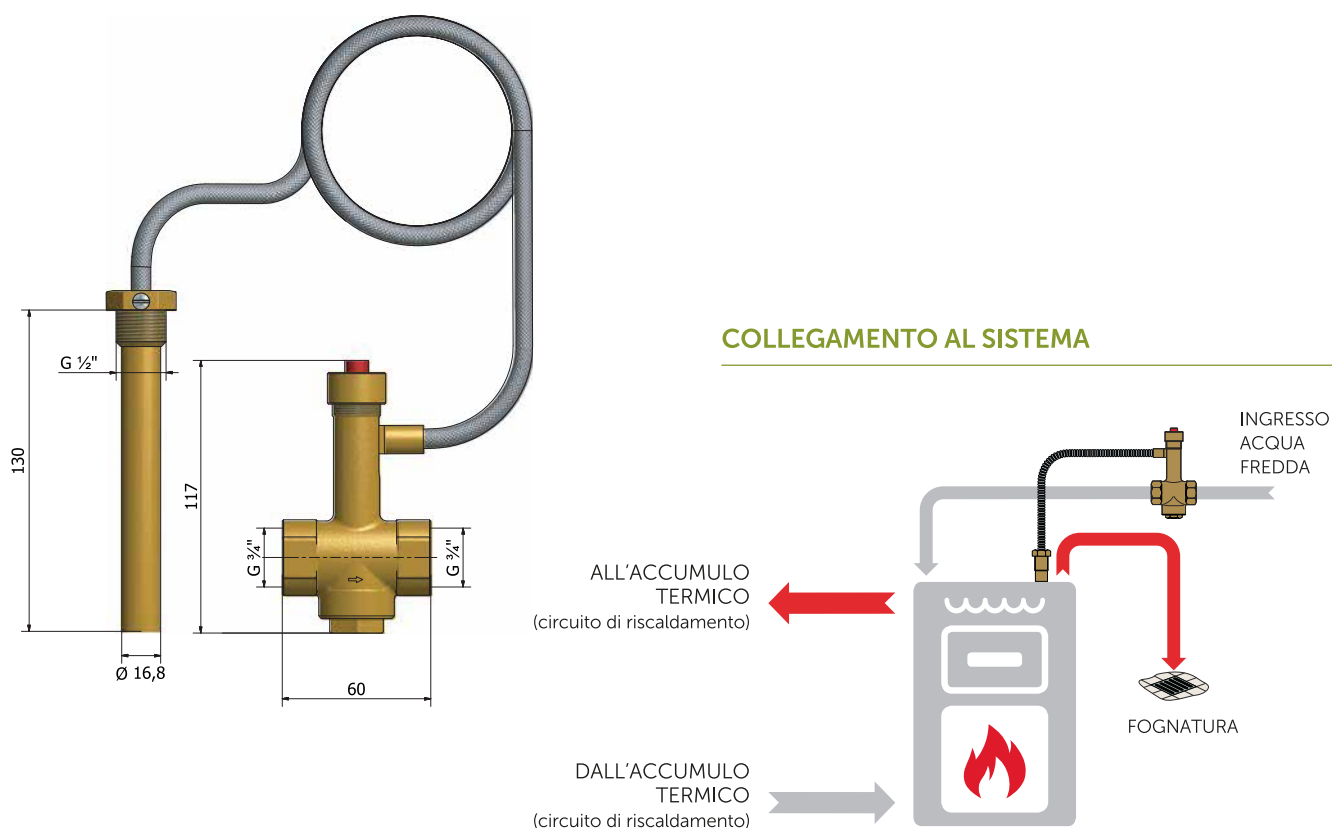 G ½"
130
Ø 16,8
117
G ¾"
G ¾"
60
COLLEGAMENTO AL SISTEMA
INGRESSO
ACQUA
FREDDA
ALL'ACCUMULO
TERMICO
(circuito di riscaldamento)
FOGNATURA
DALL'ACCUMULO
TERMICO
(circuito di riscaldamento)